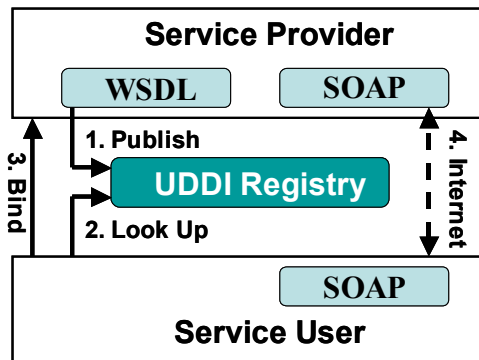 Service Provider
WSDL
SOAP
1. Publish
UDDI Registry
2. Look Up
3. Bind
4. Internet
SOAP
Service User